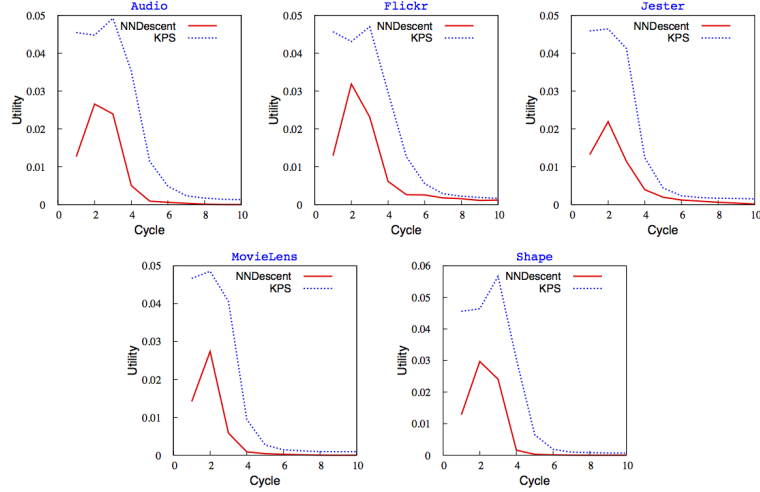 Audio
NNDescent
KPS
0.05
0.04
0.03
0.02
0.01
0
Utility
0 2 4 6 8 10
Cycle
Flickr
NNDescent
KPS
0.05
0.04
0.03
0.02
0.01
0
Utility
0 2 4 6 8 10
Cycle
Jester
NNDescent
KPS
0.05
0.04
0.03
0.02
0.01
0
Utility
0 2 4 6 8 10
Cycle
MovieLens
NNDescent
KPS
0.05
0.04
0.03
0.02
0.01
0
Utility
0 2 4 6 8 10
Cycle
Shape
NNDescent
KPS
0.06
0.05
0.04
0.03
0.02
0.01
0
Utility
0 2 4 6 8 10
Cycle